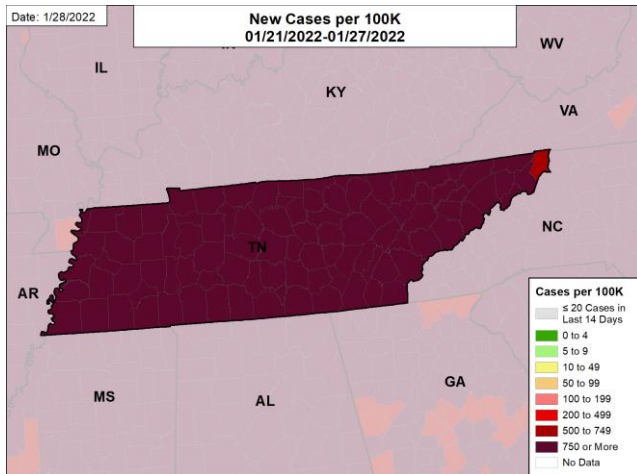 Date: 1/28/2022
New Cases per 100K
01/21/2022-01/27/2022
IL
WV
KY
VA
MO
NC
TN
AR
MS
AL
GA
Cases per 100K
≤ 20 Cases in
Last 14 Days
0 to 4
5 to 9
10 to 49
50 to 99
100 to 199
200 to 499
500 to 749
750 or More
No Data